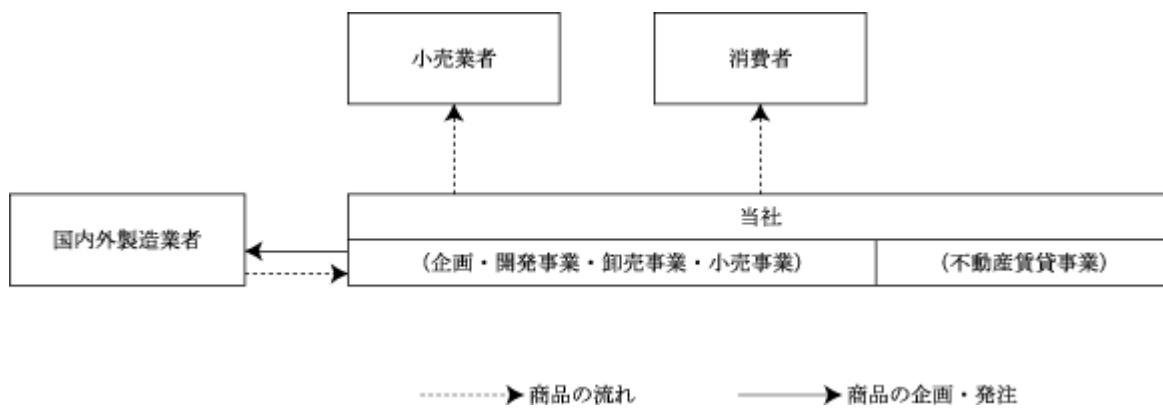 小売業者
消費者
国内外製造業者
当社
(企画・開発事業・卸売事業・小売事業)
(不動産賃貸事業)
商品の流れ
商品の企画・発注